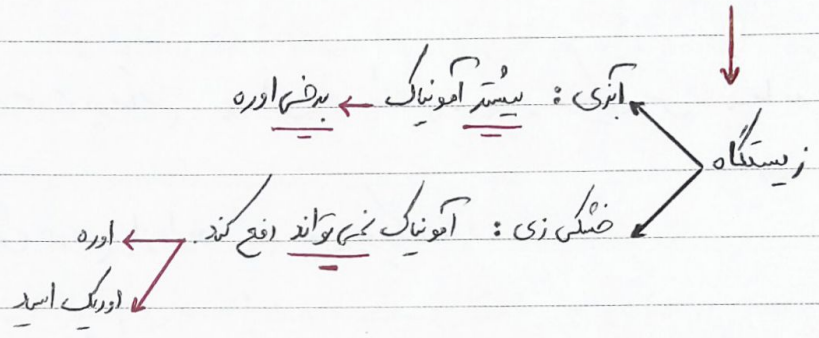 آبزی : بیشتر آمونیاک ← برخی اوره
زیستگاه
خشکی زی : آمونیاک نمی تواند دفع کند. ← اوره
اوریک اسید